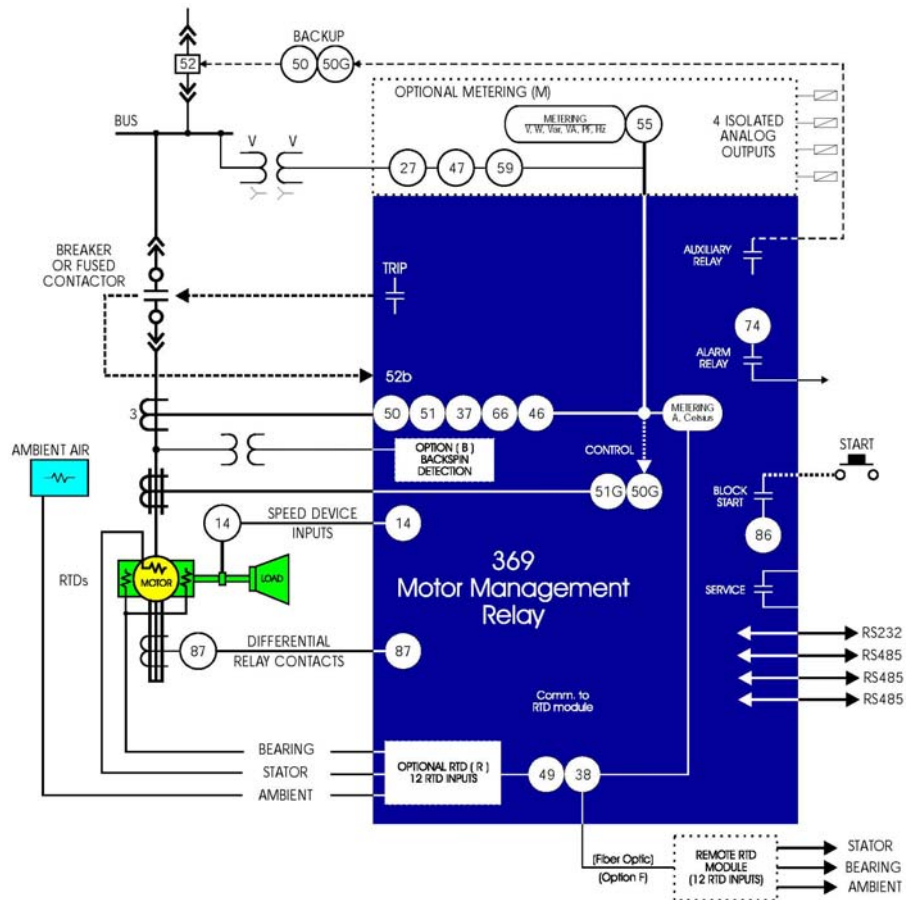 BACKUP
52
50
50G
OPTIONAL METERING (M)
METERING
V, W, Var, VA, PF, Hz
55
4 ISOLATED
ANALOG
OUTPUTS
BUS
V
V
27
47
59
BREAKER
OR FUSED
CONTACTOR
TRIP
AUXILIARY
RELAY
74
ALARM
RELAY
52b
3
50
51
37
66
46
METERING
A, Celsius
OPTION ( B )
BACKSPIN
DETECTION
CONTROL
AMBIENT AIR
START
51G
50G
BLOCK
START
86
14
SPEED DEVICE
INPUTS
14
369
Motor Management
Relay
RTDs
MOTOR
LOAD
SERVICE
RS232
RS485
RS485
RS485
87
DIFFERENTIAL
RELAY CONTACTS
87
Comm. to
RTD module
BEARING
STATOR
AMBIENT
OPTIONAL RTD ( R )
12 RTD INPUTS
49
38
(Fiber Optic)
(Option F)
REMOTE RTD
MODULE
(12 RTD INPUTS)
STATOR
BEARING
AMBIENT